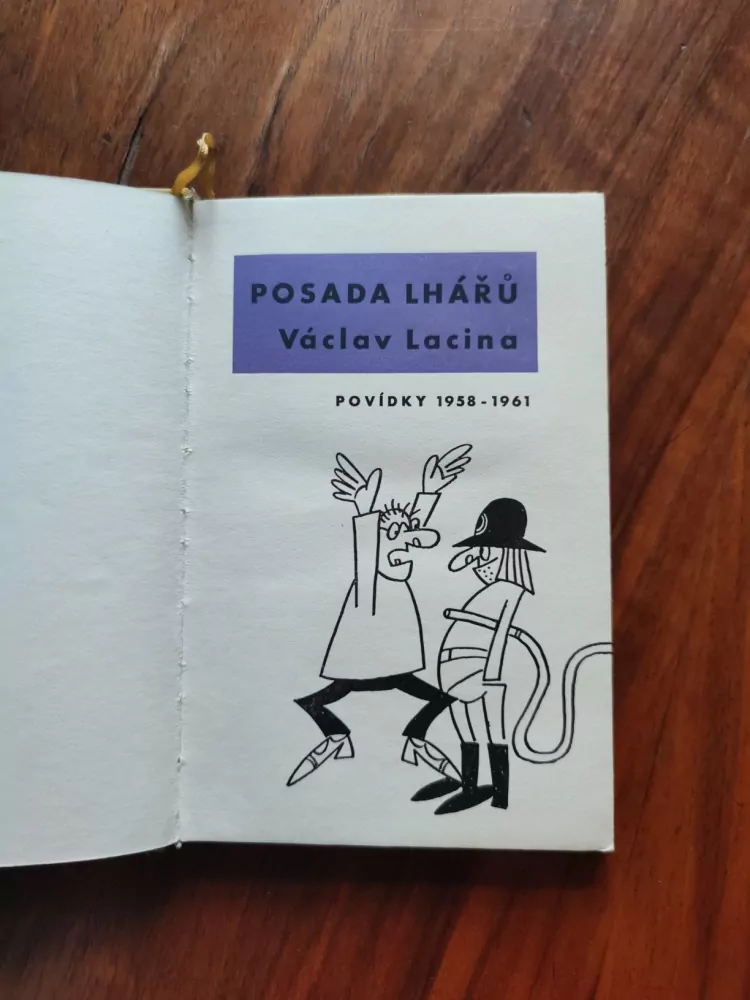 POSADA LHÁŘŮ
Václav Lacina
POVÍDKY 1958-1961